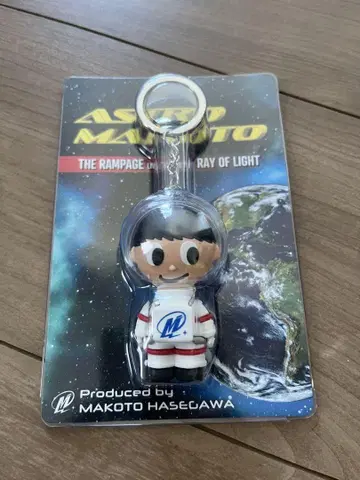 ASTRO
MAKOTO
THE RAMPAGE RAY OF LIGHT
M
M Produced by
MAKOTO HASEGAWA